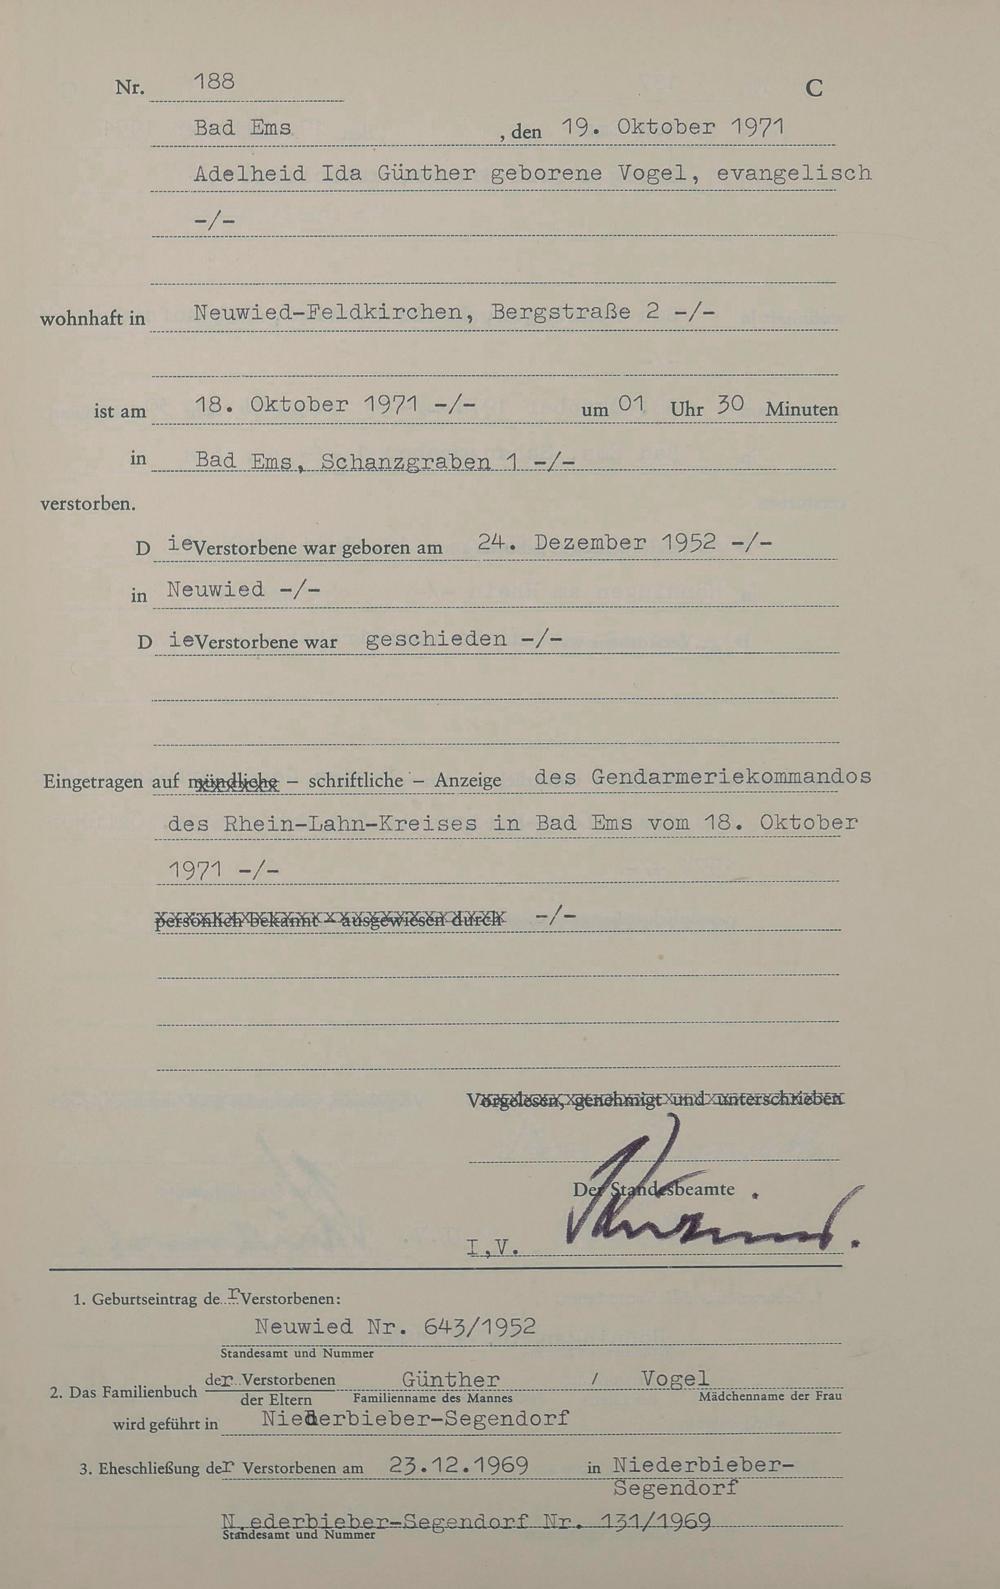 Nr. 188 C
Bad Ems , den 19. Oktober 1971
Adelheid Ida Günther geborene Vogel, evangelisch
-/-
wohnhaft in Neuwied-Feldkirchen, Bergstraße 2 -/-
ist am 18. Oktober 1971 -/- um 01 Uhr 30 Minuten
in Bad Ems, Schanzgraben 1 -/-
verstorben.
D ie Verstorbene war geboren am 24. Dezember 1952 -/-
in Neuwied -/-
D ie Verstorbene war geschieden -/-
Eingetragen auf mündliche – schriftliche – Anzeige des Gendarmeriekommandos
des Rhein-Lahn-Kreises in Bad Ems vom 18. Oktober
1971 -/-
persönlich bekannt – ausgewiesen durch -/-
Vorgelesen, genehmigt und unterschrieben
Der Standesbeamte
I.V.
1. Geburtseintrag de r Verstorbenen:
Neuwied Nr. 643/1952
Standesamt und Nummer
der Verstorbenen Günther / Vogel
2. Das Familienbuch der Eltern Familienname des Mannes Mädchenname der Frau
wird geführt in Niederbieber-Segendorf
3. Eheschließung der Verstorbenen am 23.12.1969 in Niederbieber-
Segendorf
N.ederbieber-Segendorf Nr. 131/1969
Standesamt und Nummer